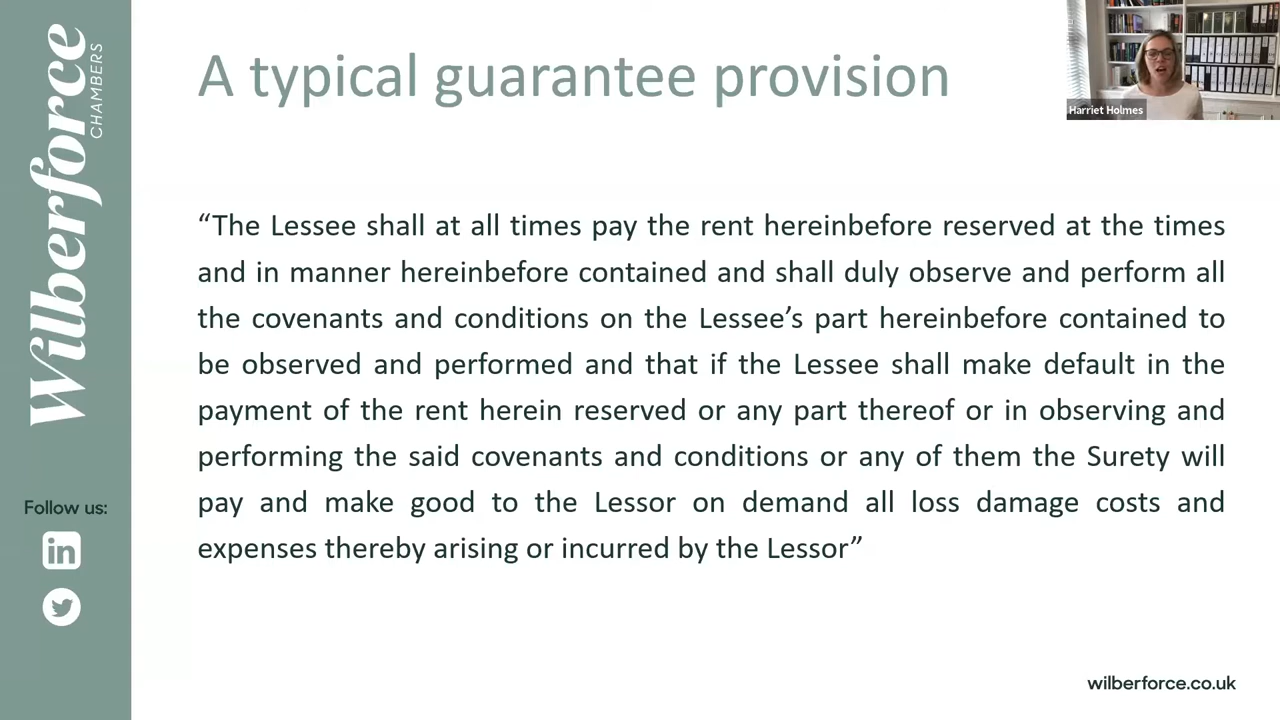 Wilberforce
CHAMBERS
A typical guarantee provision
Harriet Holmes
“The Lessee shall at all times pay the rent hereinbefore reserved at the times
and in manner hereinbefore contained and shall duly observe and perform all
the covenants and conditions on the Lessee’s part hereinbefore contained to
be observed and performed and that if the Lessee shall make default in the
payment of the rent herein reserved or any part thereof or in observing and
performing the said covenants and conditions or any of them the Surety will
pay and make good to the Lessor on demand all loss damage costs and
expenses thereby arising or incurred by the Lessor”
Follow us:
in
wilberforce.co.uk